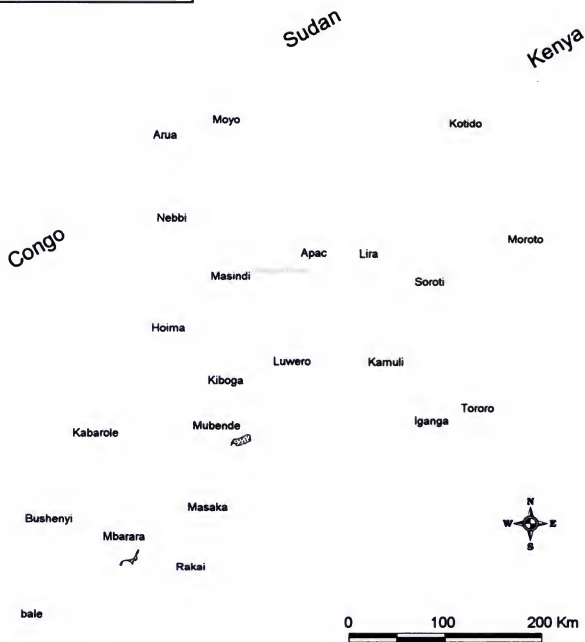 Sudan
Kenya
Moyo
Kotido
Arua
Nebbi
Congo
Moroto
Apac
Lira
Masindi
Soroti
Hoima
Luwero
Kamuli
Kiboga
Tororo
Iganga
Mubende
Kabarole
Masaka
Bushenyi
Mbarara
Rakai
N
W E
S
bale
0 100 200 Km